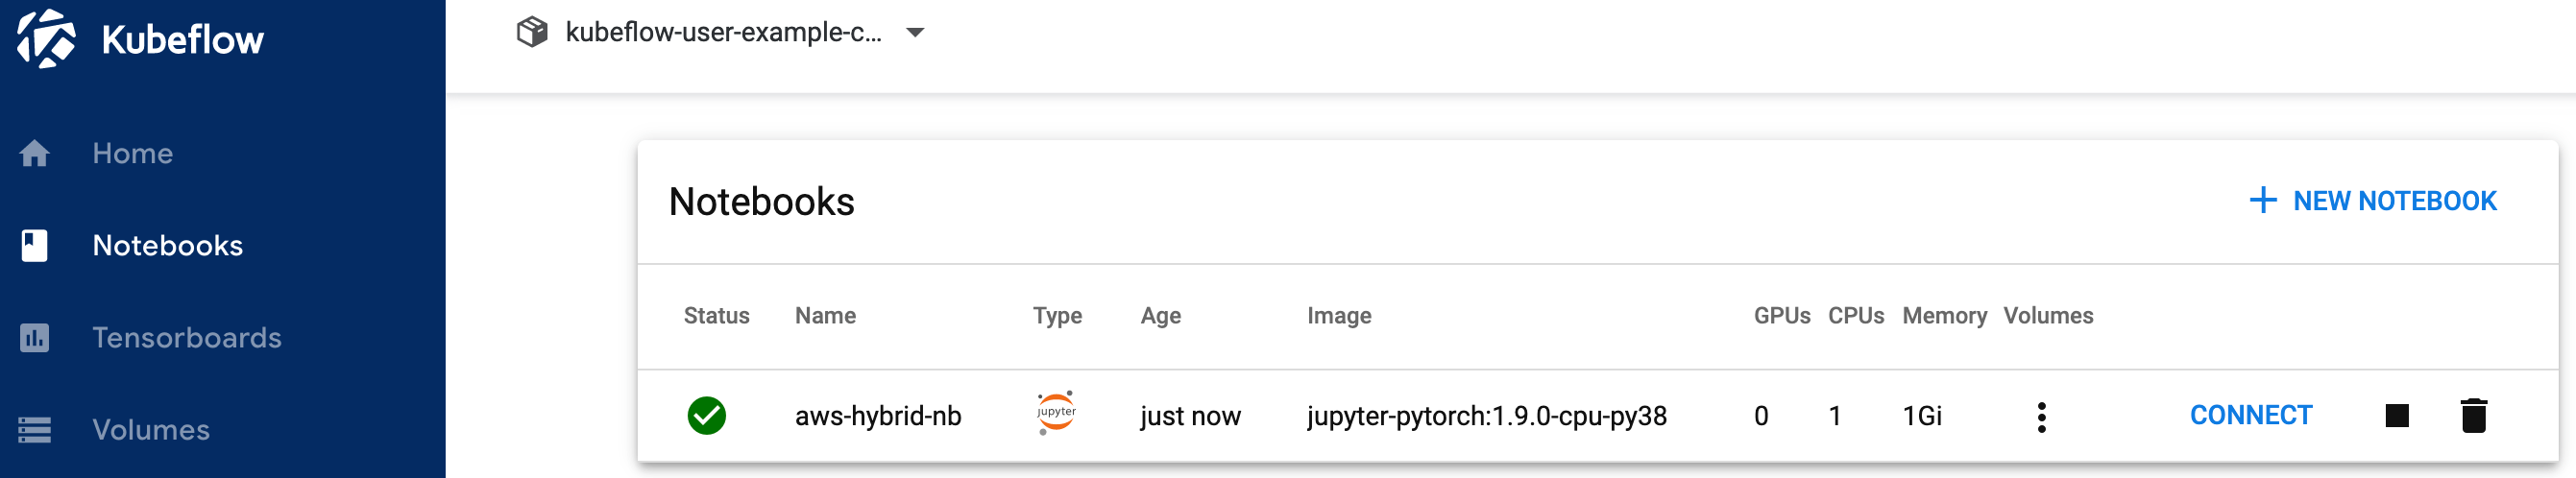 Kubeflow
kubeflow-user-example-c...
Home
Notebooks
Tensorboards
Volumes
Notebooks
NEW NOTEBOOK
Status Name Type Age Image GPUs CPUs Memory Volumes
aws-hybrid-nb jupyter just now jupyter-pytorch:1.9.0-cpu-py38 0 1 1Gi CONNECT